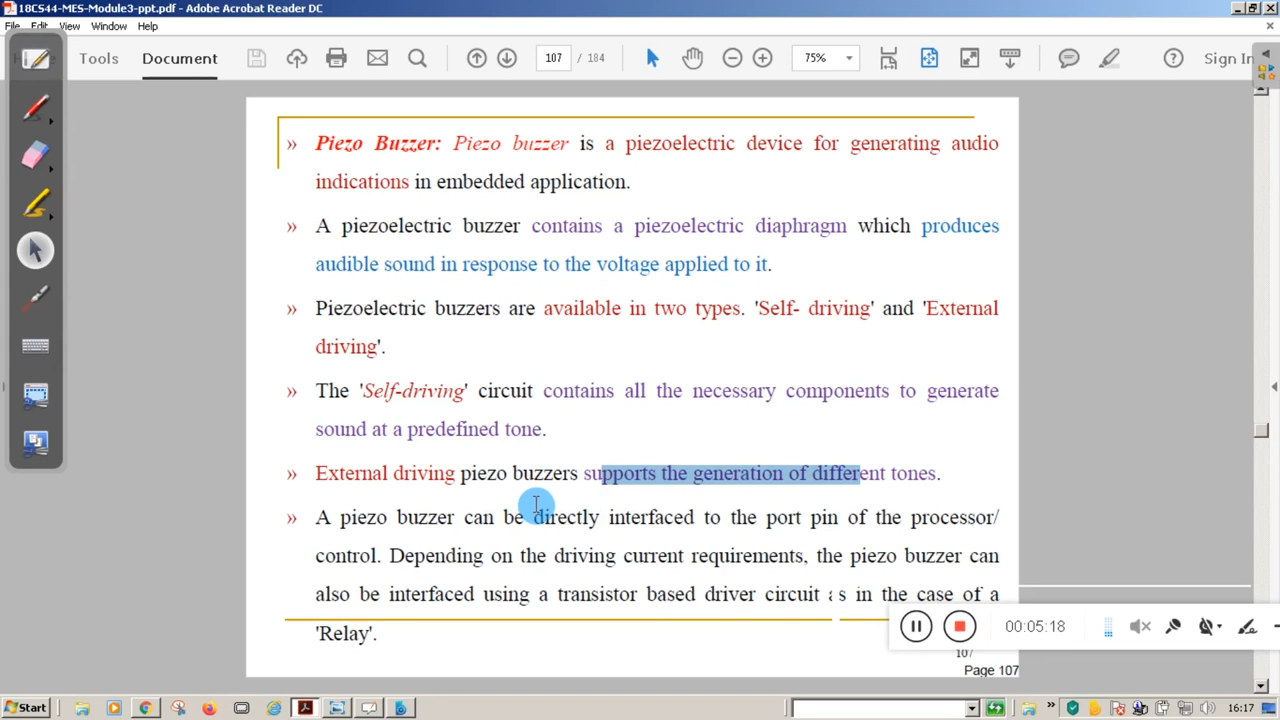 18CS44-MES-Module3-ppt.pdf - Adobe Acrobat Reader DC
File Edit View Window Help
Tools Document 107 / 184 75% Sign In
» Piezo Buzzer: Piezo buzzer is a piezoelectric device for generating audio
indications in embedded application.
» A piezoelectric buzzer contains a piezoelectric diaphragm which produces
audible sound in response to the voltage applied to it.
» Piezoelectric buzzers are available in two types. 'Self- driving' and 'External
driving'.
» The 'Self-driving' circuit contains all the necessary components to generate
sound at a predefined tone.
» External driving piezo buzzers supports the generation of different tones.
» A piezo buzzer can be directly interfaced to the port pin of the processor/
control. Depending on the driving current requirements, the piezo buzzer can
also be interfaced using a transistor based driver circuit as in the case of a
'Relay'.
00:05:18
107
Page 107
Start
16:17